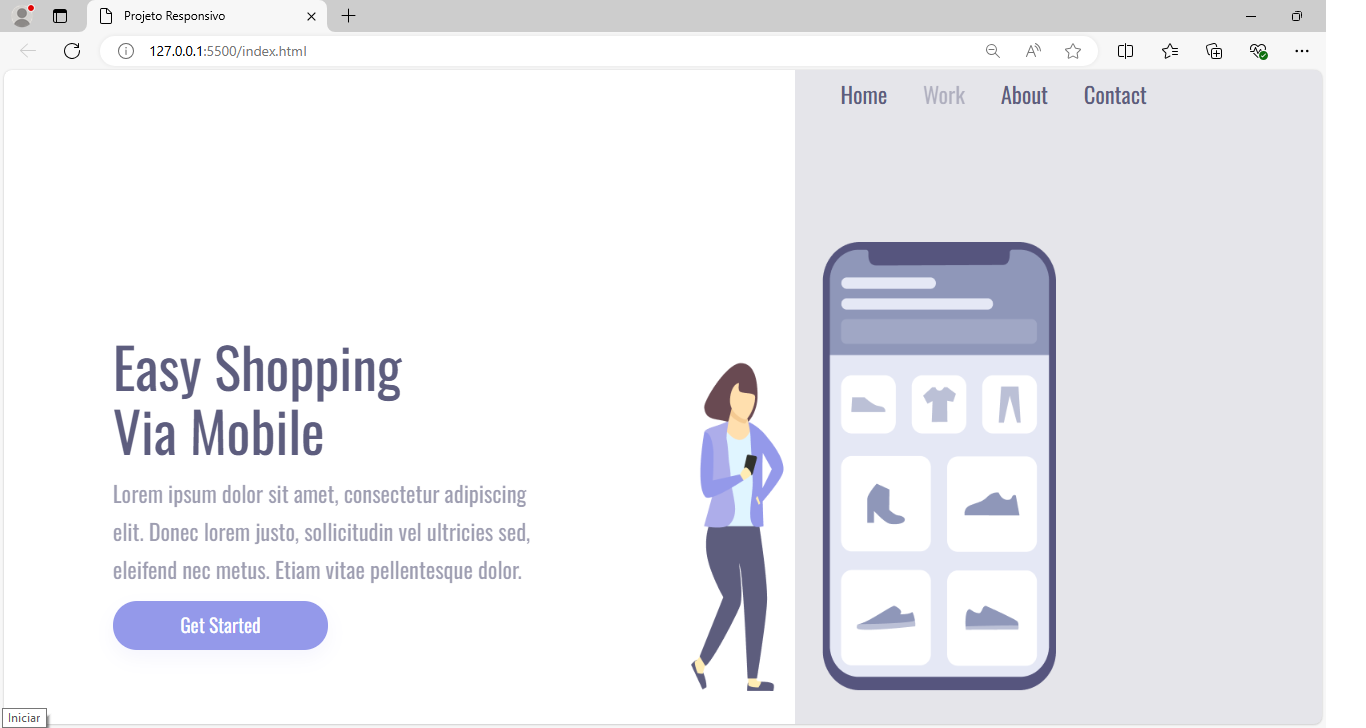 Projeto Responsivo
127.0.0.1:5500/index.html
Home Work About Contact
Easy Shopping
Via Mobile
Lorem ipsum dolor sit amet, consectetur adipiscing
elit. Donec lorem justo, sollicitudin vel ultricies sed,
eleifend nec metus. Etiam vitae pellentesque dolor.
Get Started
Iniciar